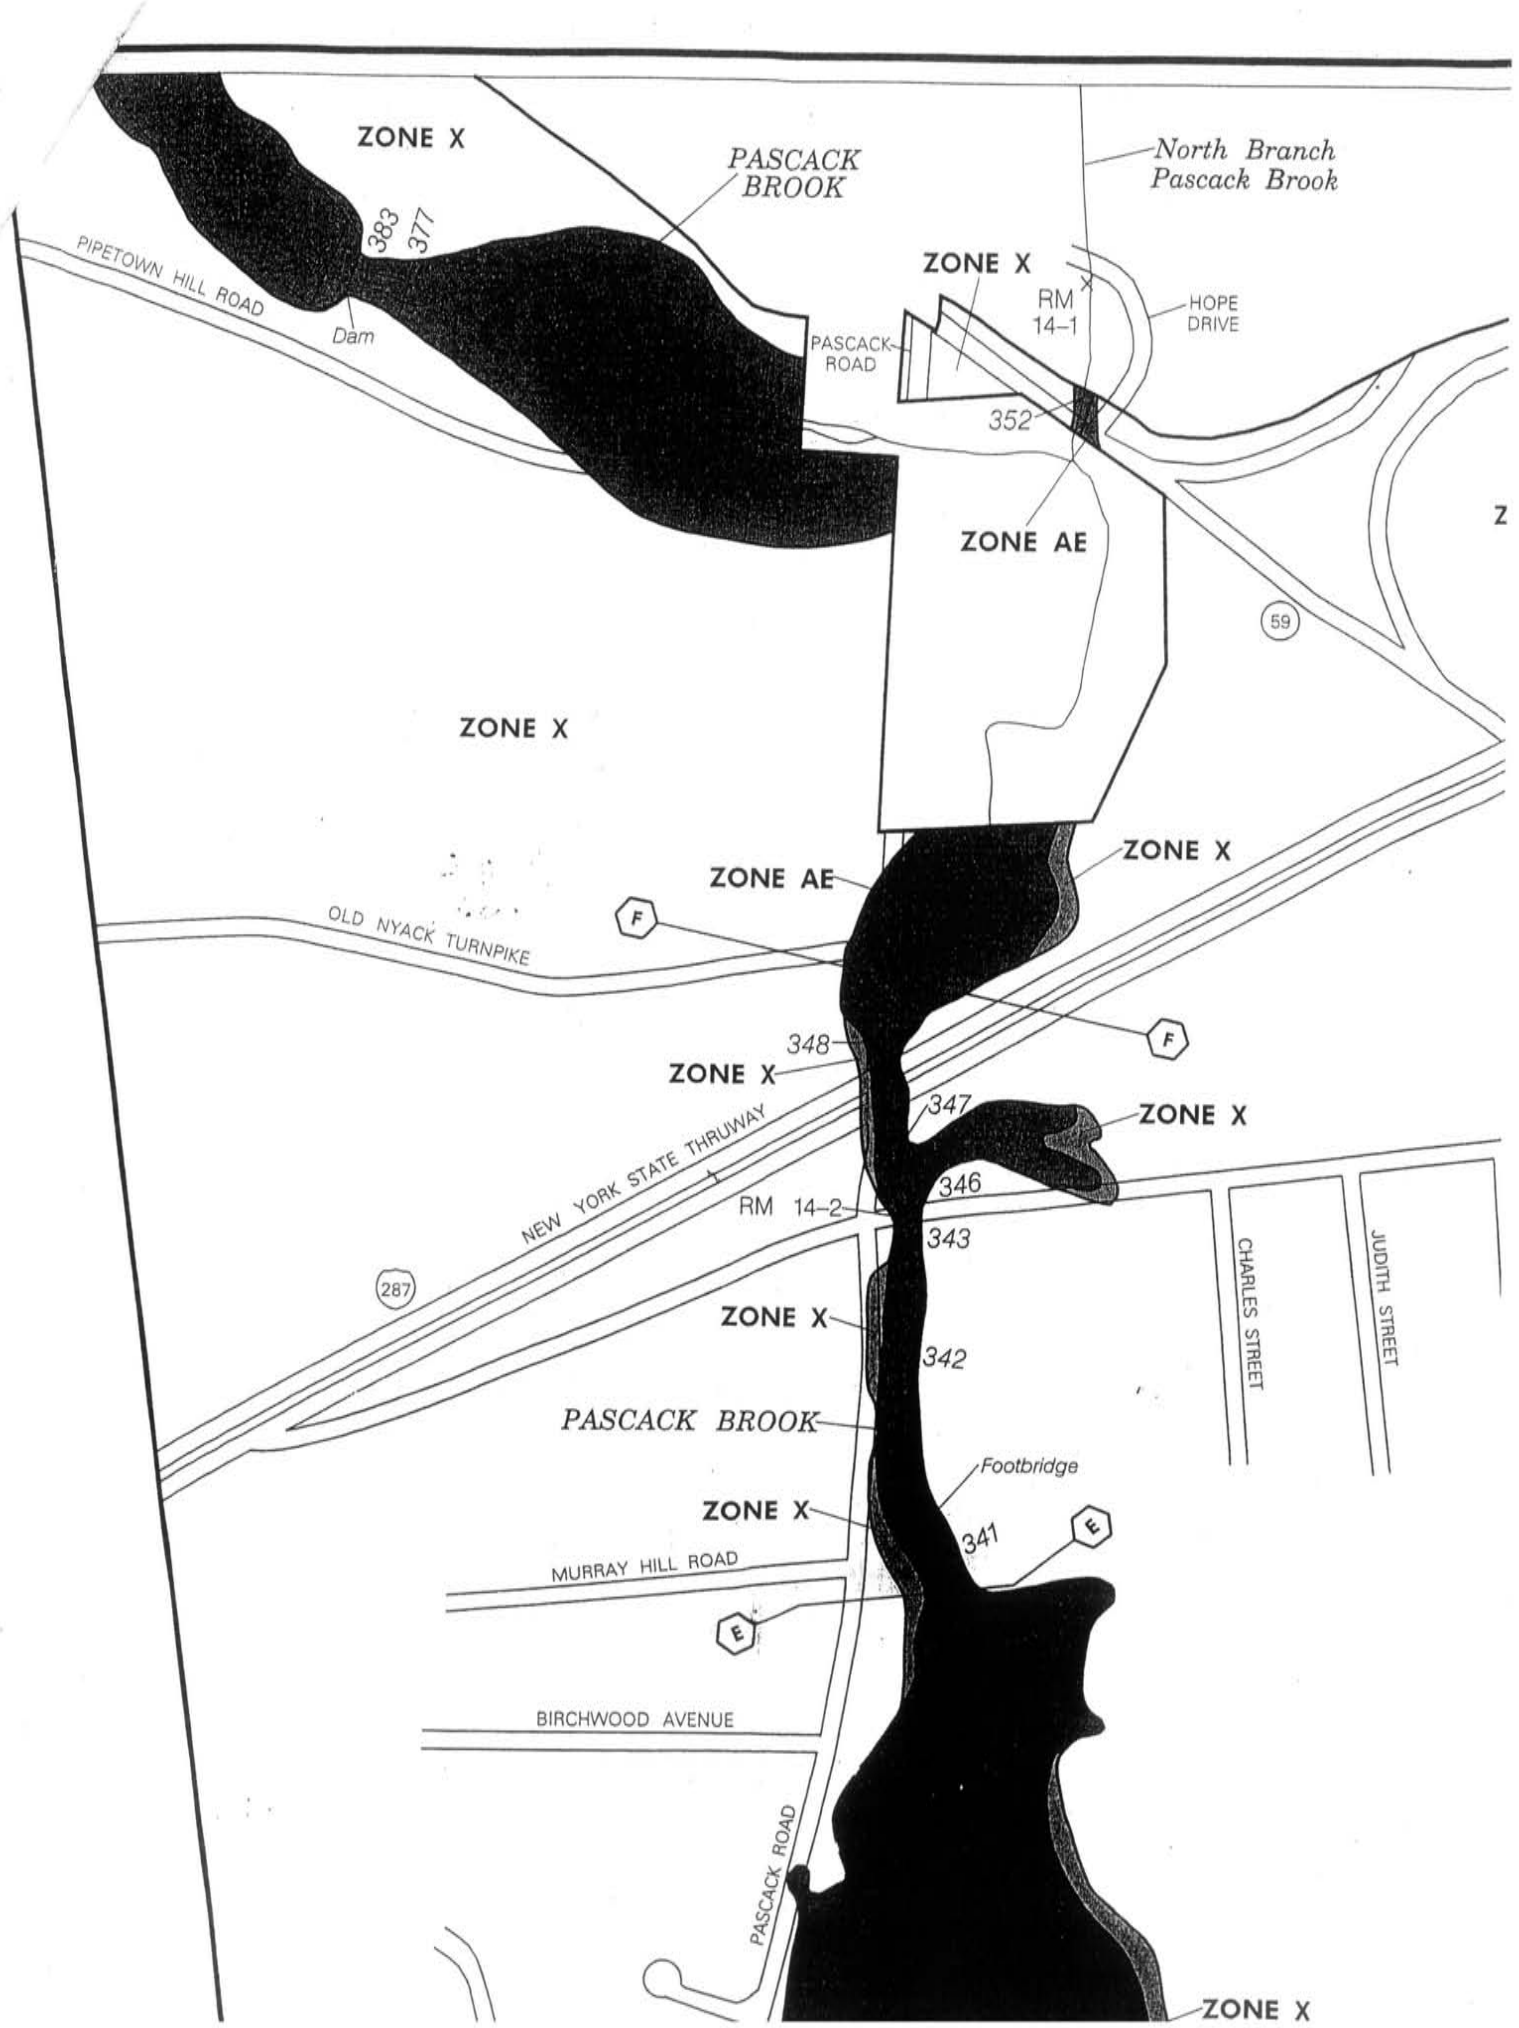 ZONE X
PASCACK
BROOK
North Branch
Pascack Brook
383
377
PIPETOWN HILL ROAD
Dam
ZONE X
RM
14-1
HOPE
DRIVE
PASCACK
ROAD
352
ZONE AE
Z
59
ZONE X
ZONE X
ZONE AE
F
OLD NYACK TURNPIKE
348
ZONE X
F
347
ZONE X
NEW YORK STATE THRUWAY
346
RM 14-2
343
287
CHARLES STREET
JUDITH STREET
ZONE X
342
PASCACK BROOK
Footbridge
ZONE X
341
E
MURRAY HILL ROAD
E
BIRCHWOOD AVENUE
PASCACK ROAD
ZONE X